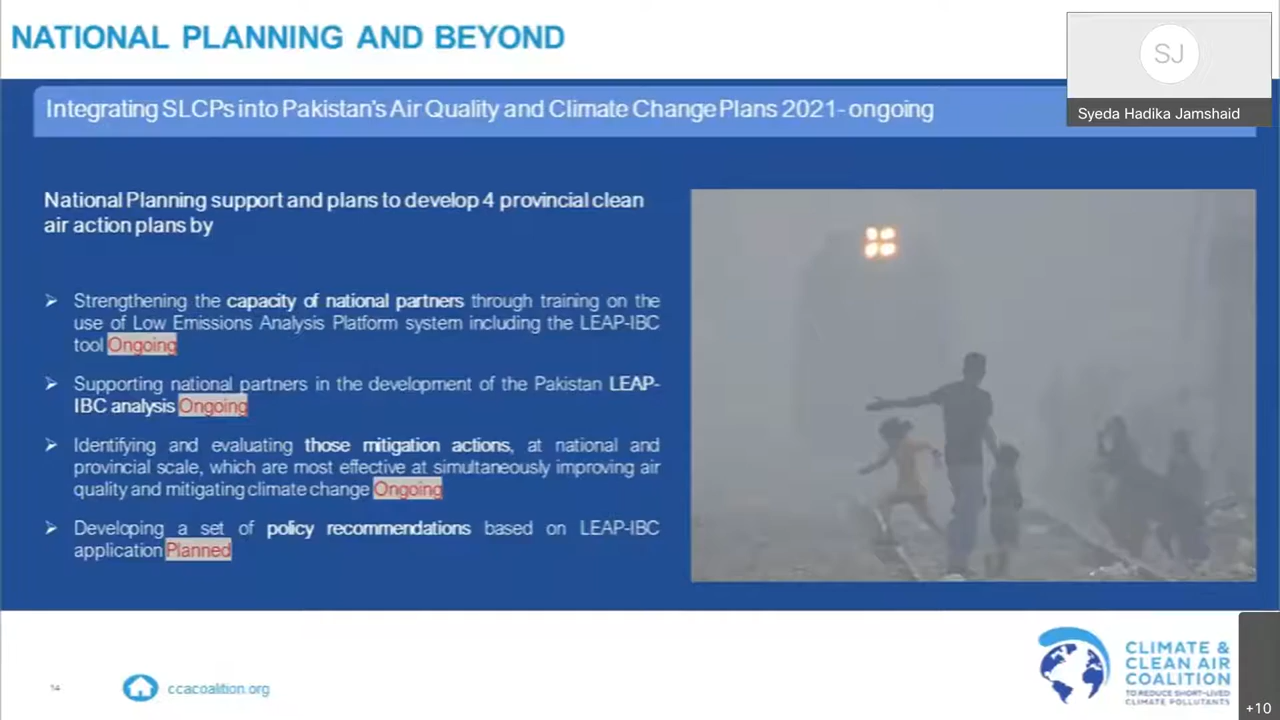 NATIONAL PLANNING AND BEYOND
SJ
Syeda Hadika Jamshaid
Integrating SLCPs into Pakistan's Air Quality and Climate Change Plans 2021- ongoing
National Planning support and plans to develop 4 provincial clean
air action plans by
➢ Strengthening the capacity of national partners through training on the
use of Low Emissions Analysis Platform system including the LEAP-IBC
tool Ongoing
➢ Supporting national partners in the development of the Pakistan LEAP-
IBC analysis Ongoing
➢ Identifying and evaluating those mitigation actions, at national and
provincial scale, which are most effective at simultaneously improving air
quality and mitigating climate change Ongoing
➢ Developing a set of policy recommendations based on LEAP-IBC
application Planned
14
ccacoalition.org
CLIMATE &
CLEAN AIR
COALITION
TO REDUCE SHORT-LIVED
CLIMATE POLLUTANTS
+10